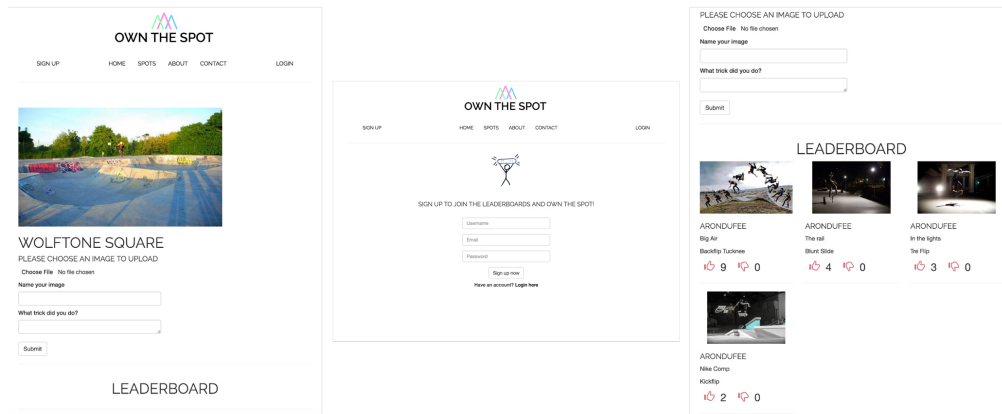 OWN THE SPOT
SIGN UP HOME SPOTS ABOUT CONTACT LOGIN
WOLFTONE SQUARE
PLEASE CHOOSE AN IMAGE TO UPLOAD
Choose File No file chosen
Name your image
What trick did you do?
Submit
LEADERBOARD
OWN THE SPOT
SIGN UP HOME SPOTS ABOUT CONTACT LOGIN
SIGN UP TO JOIN THE LEADERBOARDS AND OWN THE SPOT!
Username
Email
Password
Sign up now
Have an account? Login here
PLEASE CHOOSE AN IMAGE TO UPLOAD
Choose File No file chosen
Name your image
What trick did you do?
Submit
LEADERBOARD
ARONDUFEE
Big Air
Backflip Tucknee
9 0
ARONDUFEE
The rail
Blunt Slide
4 0
ARONDUFEE
In the lights
Tre Flip
3 0
ARONDUFEE
Nike Comp
Kickflip
2 0